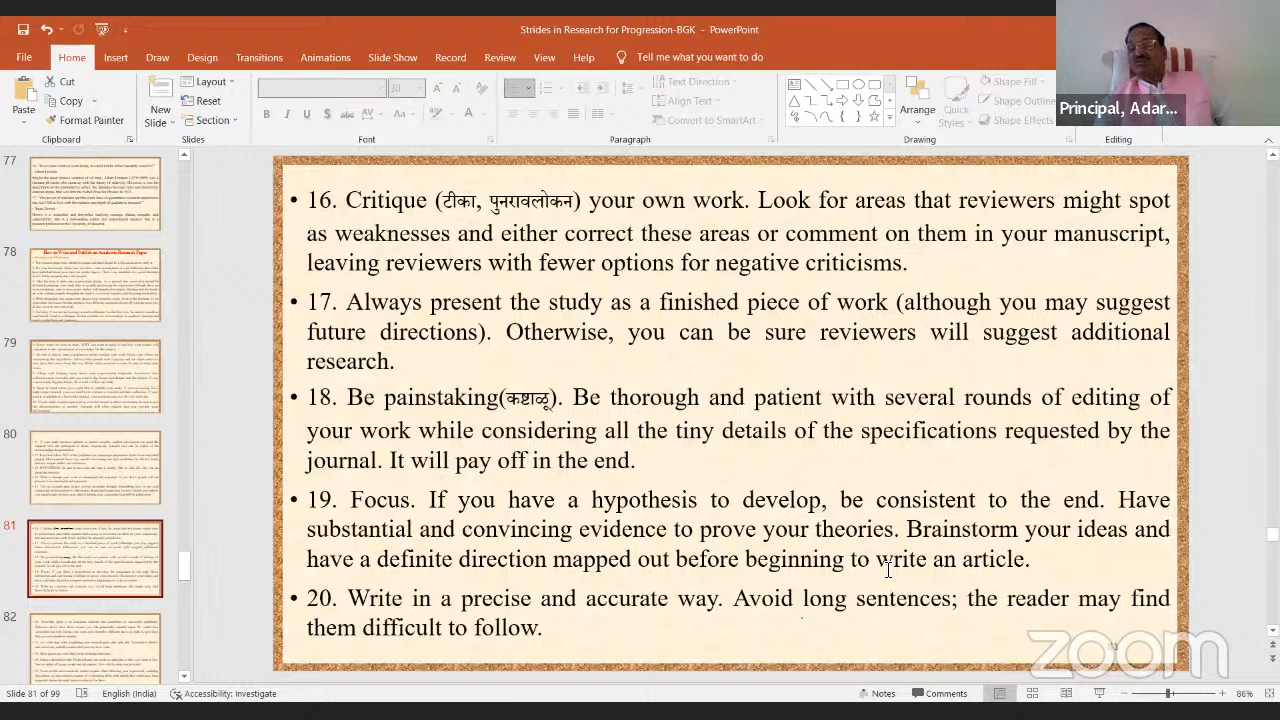 Strides in Research for Progression-BGK - PowerPoint
File Home Insert Draw Design Transitions Animations Slide Show Record Review View Help Tell me what you want to do
Paste
Cut
Copy
Format Painter
Clipboard
New Slide
Layout
Reset
Section
Slides
30
Font
Text Direction
Align Text
Convert to SmartArt
Paragraph
Arrange
Quick Styles
Shape Fill
Shape Outline
Shape Effects
Drawing
Editing
Principal, Adar...
77
78
79
80
81
82
• 16. Critique (टीका, पुनरावलोकन) your own work. Look for areas that reviewers might spot
as weaknesses and either correct these areas or comment on them in your manuscript,
leaving reviewers with fewer options for negative criticisms.
• 17. Always present the study as a finished piece of work (although you may suggest
future directions). Otherwise, you can be sure reviewers will suggest additional
research.
• 18. Be painstaking(कष्टाळू). Be thorough and patient with several rounds of editing of
your work while considering all the tiny details of the specifications requested by the
journal. It will pay off in the end.
• 19. Focus. If you have a hypothesis to develop, be consistent to the end. Have
substantial and convincing evidence to prove your theories. Brainstorm your ideas and
have a definite direction mapped out before beginning to write an article.
• 20. Write in a precise and accurate way. Avoid long sentences; the reader may find
them difficult to follow.
81
zoom
Slide 81 of 99 English (India) Accessibility: Investigate Notes Comments 86%